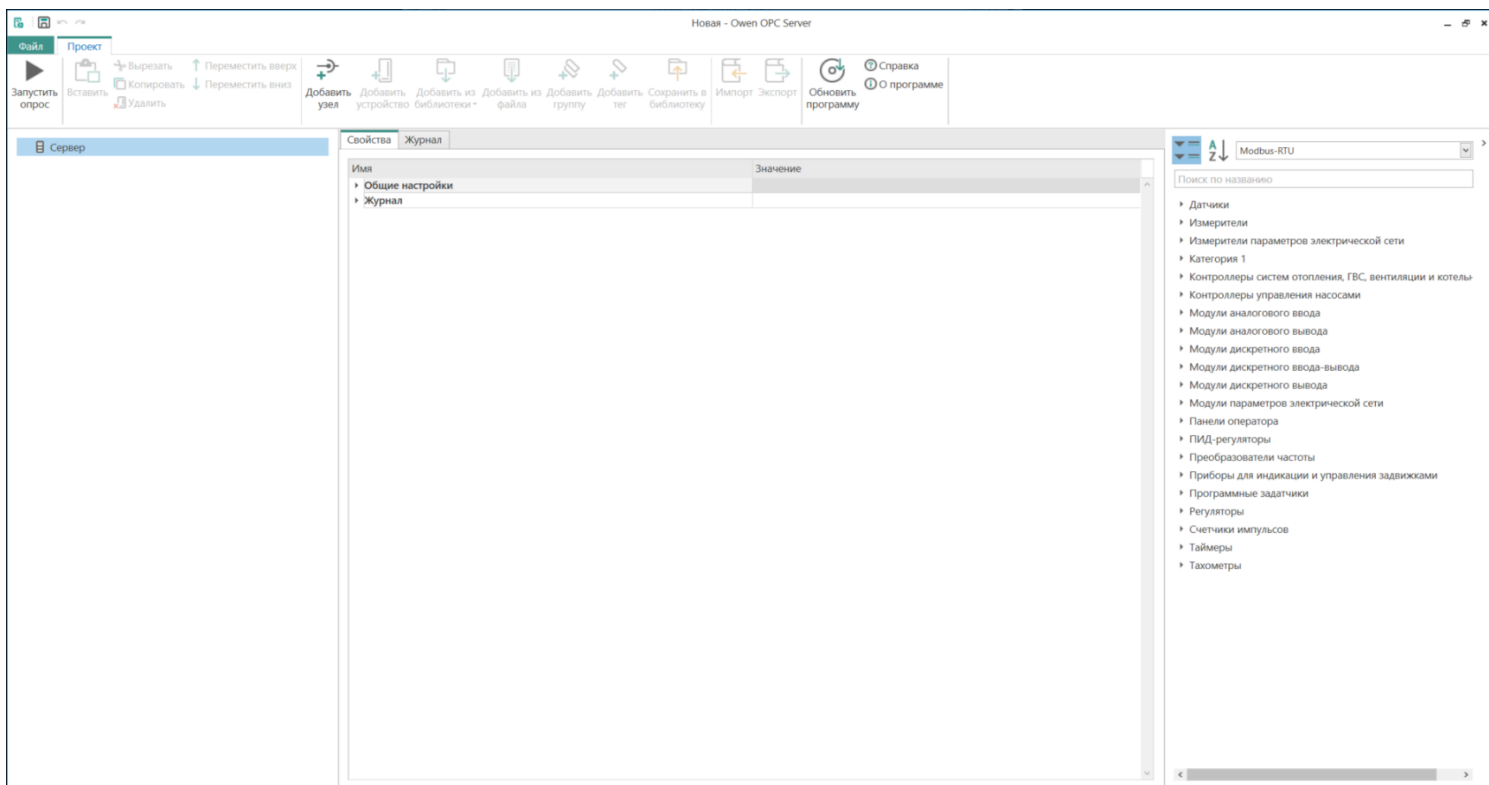 Новая - Owen OPC Server
Файл Проект
Запустить опрос
Вставить
Вырезать
Копировать
Удалить
Переместить вверх
Переместить вниз
Добавить узел
Добавить устройство
Добавить из библиотеки
Добавить из файла
Добавить группу
Добавить тег
Сохранить в библиотеку
Импорт
Экспорт
Обновить программу
Справка
О программе
Сервер
Свойства Журнал
Имя Значение
Общие настройки
Журнал
Modbus-RTU
Поиск по названию
Датчики
Измерители
Измерители параметров электрической сети
Категория 1
Контроллеры систем отопления, ГВС, вентиляции и котель
Контроллеры управления насосами
Модули аналогового ввода
Модули аналогового вывода
Модули дискретного ввода
Модули дискретного ввода-вывода
Модули дискретного вывода
Модули параметров электрической сети
Панели оператора
ПИД-регуляторы
Преобразователи частоты
Приборы для индикации и управления задвижками
Программные задатчики
Регуляторы
Счетчики импульсов
Таймеры
Тахометры